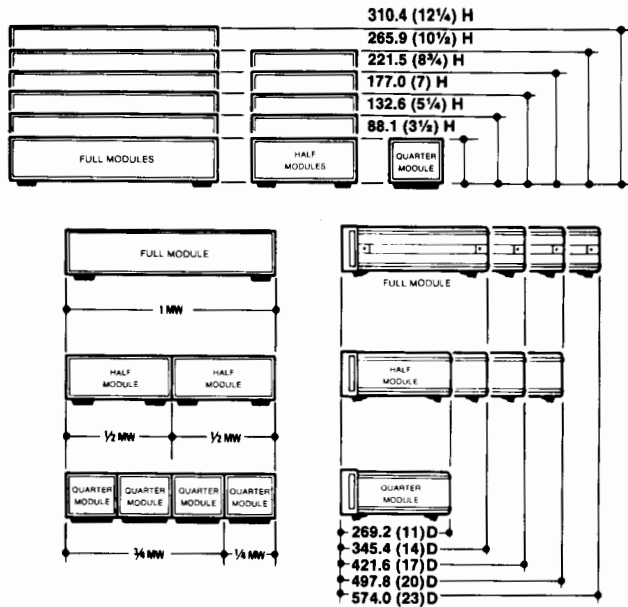 310.4 (12¼) H
265.9 (10½) H
221.5 (8¾) H
177.0 (7) H
132.6 (5¼) H
88.1 (3½) H
FULL MODULES
HALF
MODULES
QUARTER
MODULE
FULL MODULE
1 MW
FULL MODULE
HALF
MODULE
HALF
MODULE
½ MW
½ MW
HALF
MODULE
QUARTER
MODULE
QUARTER
MODULE
QUARTER
MODULE
QUARTER
MODULE
¾ MW
¼ MW
QUARTER
MODULE
269.2 (11)D
345.4 (14)D
421.6 (17)D
497.8 (20)D
574.0 (23)D